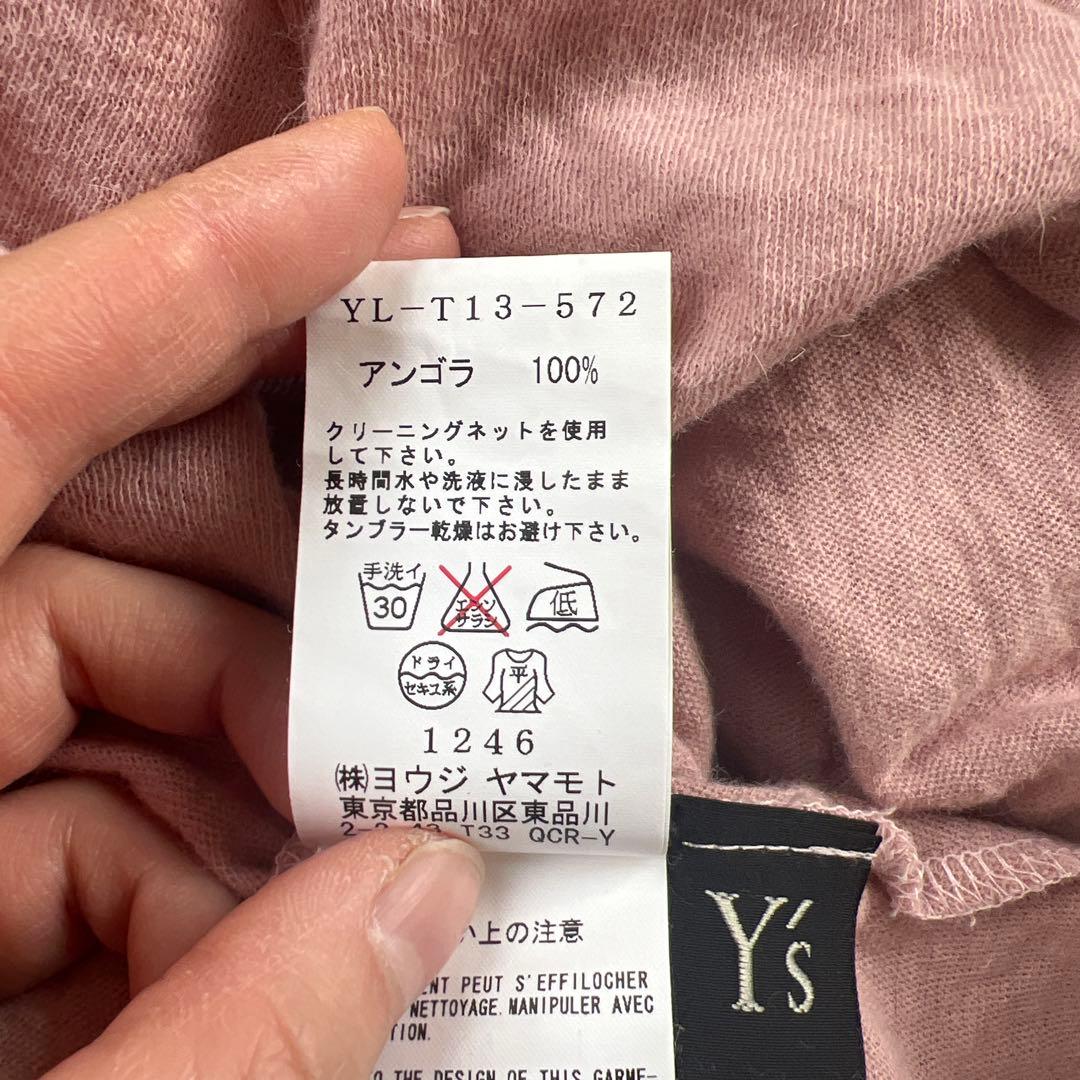 YL-T13-572
アンゴラ 100%
クリーニングネットを使用
して下さい。
長時間水や洗液に浸したまま
放置しないで下さい。
タンブラー乾燥はお避け下さい。
手洗イ
30
エンソ
サラシ
低
ドライ
セキユ系
平
1246
㈱ヨウジ ヤマモト
東京都品川区東品川
T33 QCR-Y
い上の注意
PEUT S'EFFILOCHER
NETTOYAGE. MANIPULER AVEC
THE DESIGN OF THIS GARME-
Y's